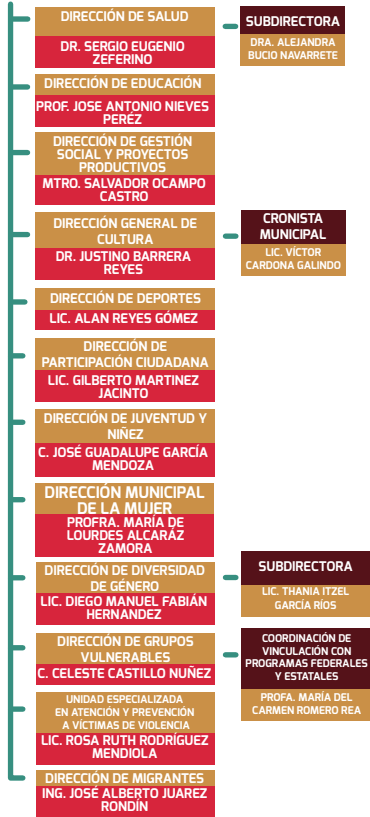 DIRECCIÓN DE SALUD
DR. SERGIO EUGENIO
ZEFERINO
SUBDIRECTORA
DRA. ALEJANDRA
BUCIO NAVARRETE
DIRECCIÓN DE EDUCACIÓN
PROF. JOSE ANTONIO NIEVES
PERÉZ
DIRECCIÓN DE GESTIÓN
SOCIAL Y PROYECTOS
PRODUCTIVOS
MTRO. SALVADOR OCAMPO
CASTRO
DIRECCIÓN GENERAL DE
CULTURA
DR. JUSTINO BARRERA
REYES
CRONISTA
MUNICIPAL
LIC. VÍCTOR
CARDONA GALINDO
DIRECCIÓN DE DEPORTES
LIC. ALAN REYES GÓMEZ
DIRECCIÓN DE
PARTICIPACIÓN CIUDADANA
LIC. GILBERTO MARTINEZ
JACINTO
DIRECCIÓN DE JUVENTUD Y
NIÑEZ
C. JOSÉ GUADALUPE GARCÍA
MENDOZA
DIRECCIÓN MUNICIPAL
DE LA MUJER
PROFRA. MARÍA DE
LOURDES ALCARÁZ
ZAMORA
DIRECCIÓN DE DIVERSIDAD
DE GÉNERO
LIC. DIEGO MANUEL FABIÁN
HERNANDEZ
SUBDIRECTORA
LIC. THANIA ITZEL
GARCÍA RÍOS
DIRECCIÓN DE GRUPOS
VULNERABLES
C. CELESTE CASTILLO NUÑEZ
COORDINACIÓN DE
VINCULACIÓN CON
PROGRAMAS FEDERALES
Y ESTATALES
PROFA. MARÍA DEL
CARMEN ROMERO REA
UNIDAD ESPECIALIZADA
EN ATENCIÓN Y PREVENCIÓN
A VÍCTIMAS DE VIOLENCIA
LIC. ROSA RUTH RODRÍGUEZ
MENDIOLA
DIRECCIÓN DE MIGRANTES
ING. JOSÉ ALBERTO JUAREZ
RONDÍN